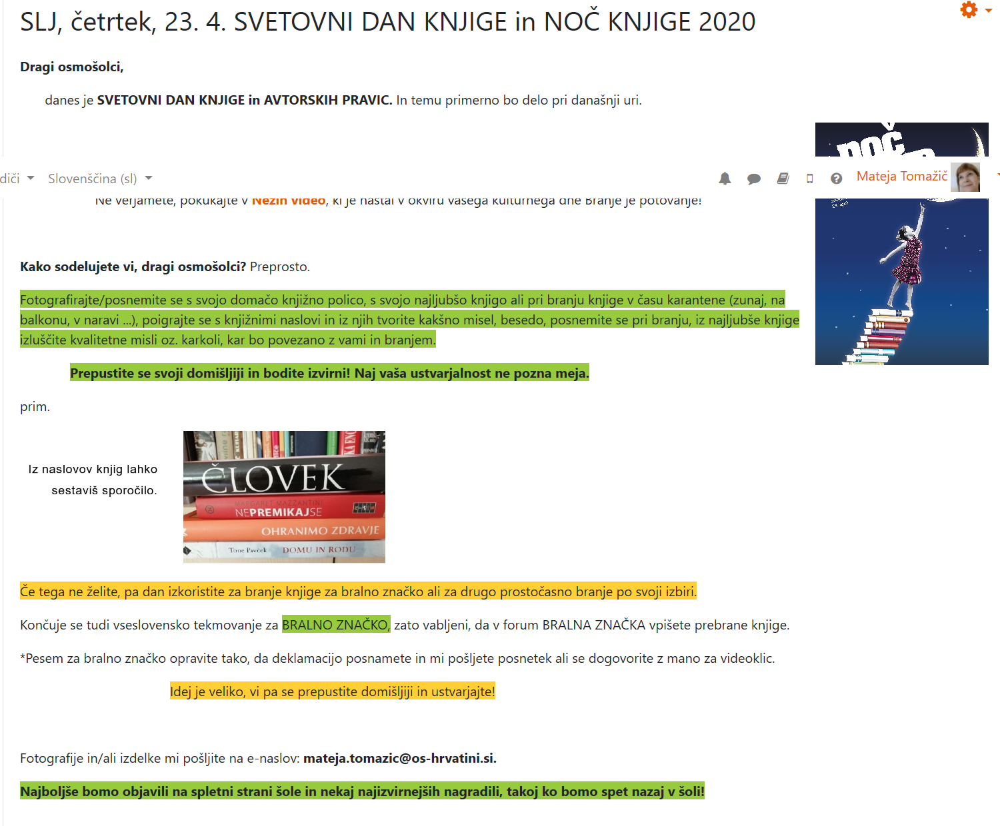 SLJ, četrtek, 23. 4. SVETOVNI DAN KNJIGE in NOČ KNJIGE 2020
Dragi osmošolci,
danes je SVETOVNI DAN KNJIGE in AVTORSKIH PRAVIC. In temu primerno bo delo pri današnji uri.
noč
diči Slovenščina (sl)
Mateja Tomažič
Ne verjamete, pokukajte v Nežin video, ki je nastal v okviru vašega kulturnega dne Branje je potovanje!
Kako sodelujete vi, dragi osmošolci? Preprosto.
Fotografirajte/posnemite se s svojo domačo knjižno polico, s svojo najljubšo knjigo ali pri branju knjige v času karantene (zunaj, na
balkonu, v naravi ...), poigrajte se s knjižnimi naslovi in iz njih tvorite kakšno misel, besedo, posnemite se pri branju, iz najljubše knjige
izluščite kvalitetne misli oz. karkoli, kar bo povezano z vami in branjem.
Prepustite se svoji domišljiji in bodite izvirni! Naj vaša ustvarjalnost ne pozna meja.
prim.
Iz naslovov knjig lahko
sestaviš sporočilo.
ČLOVEK
MARGARET MAZZANTINI
NEPREMIKAJSE
OHRANIMO ZDRAVJE
Tone Pavček DOMU IN RODU
Če tega ne želite, pa dan izkoristite za branje knjige za bralno značko ali za drugo prostočasno branje po svoji izbiri.
Končuje se tudi vseslovensko tekmovanje za BRALNO ZNAČKO, zato vabljeni, da v forum BRALNA ZNAČKA vpišete prebrane knjige.
*Pesem za bralno značko opravite tako, da deklamacijo posnamete in mi pošljete posnetek ali se dogovorite z mano za videoklic.
Idej je veliko, vi pa se prepustite domišljiji in ustvarjajte!
Fotografije in/ali izdelke mi pošljite na e-naslov: mateja.tomazic@os-hrvatini.si.
Najboljše bomo objavili na spletni strani šole in nekaj najizvirnejših nagradili, takoj ko bomo spet nazaj v šoli!